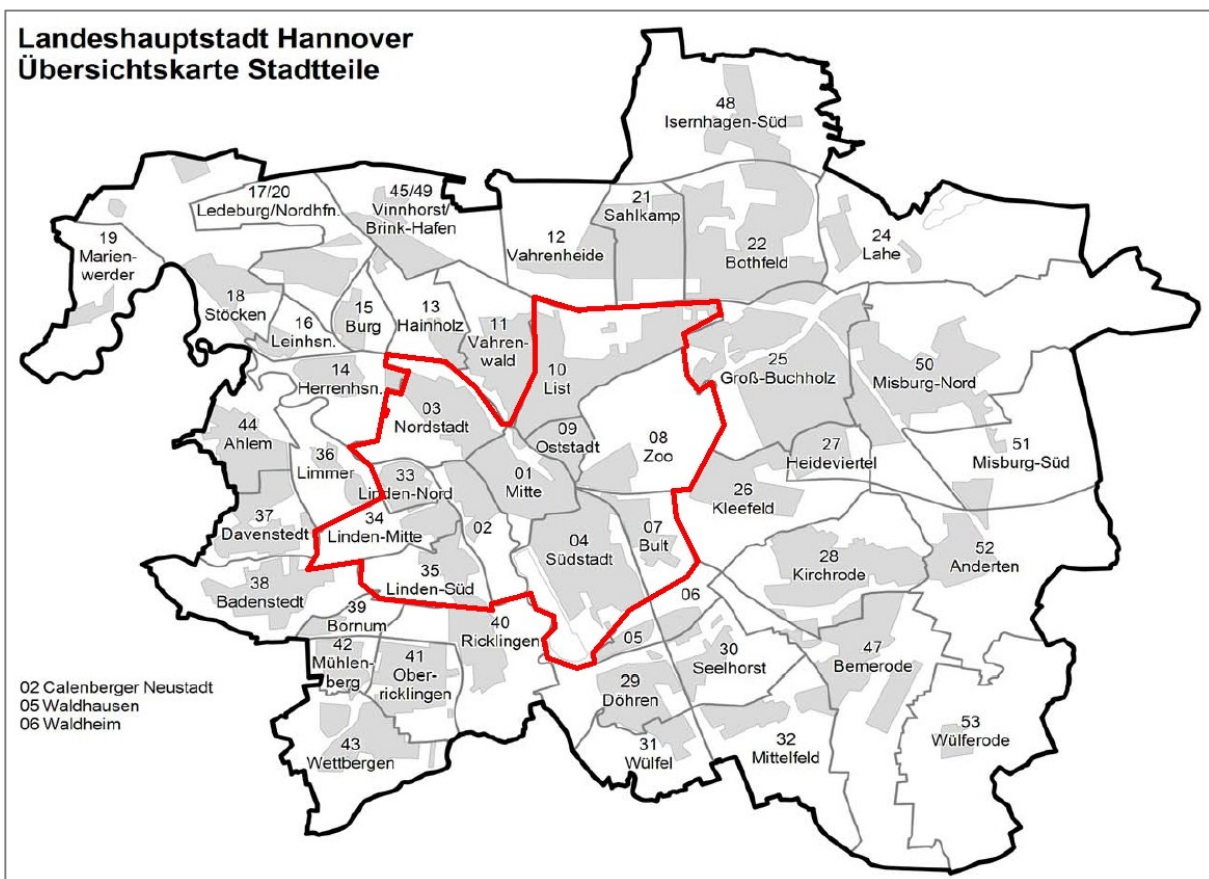 Landeshauptstadt Hannover
Übersichtskarte Stadtteile
48
Isernhagen-Süd
17/20
Ledeburg/Nordhfn.
45/49
Vinnhorst/
Brink-Hafen
21
Sahlkamp
19
Marien-
werder
12
Vahrenheide
22
Bothfeld
24
Lahe
18
Stöcken
16
Leinhsn.
15
Burg
13
Hainholz
11
Vahren-
wald
14
Herrenhsn.
10
List
25
Groß-Buchholz
50
Misburg-Nord
03
Nordstadt
44
Ahlem
36
Limmer
09
Oststadt
08
Zoo
27
Heideviertel
51
Misburg-Süd
33
Linden-Nord
01
Mitte
26
Kleefeld
37
Davenstedt
34
Linden-Mitte
02
04
Südstadt
07
Bult
28
Kirchrode
52
Anderten
38
Badenstedt
35
Linden-Süd
06
39
Bornum
40
Ricklingen
05
30
Seelhorst
47
Bemerode
42
Mühlen-
berg
41
Ober-
ricklingen
29
Döhren
02 Calenberger Neustadt
05 Waldhausen
06 Waldheim
43
Wettbergen
31
Wülfel
32
Mittelfeld
53
Wülferode